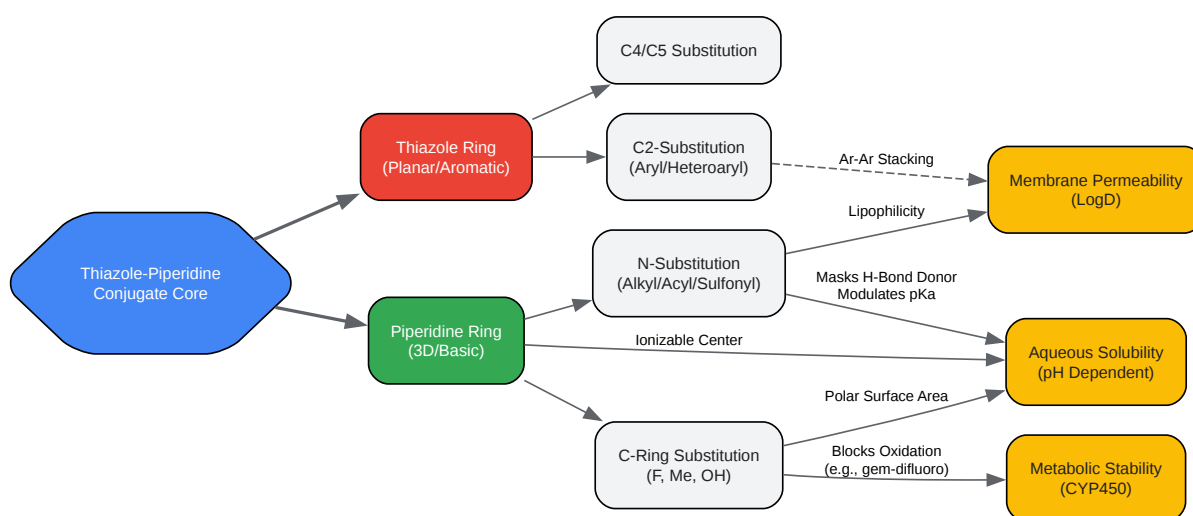 C4/C5 Substitution
Thiazole Ring
(Planar/Aromatic)
C2-Substitution
(Aryl/Heteroaryl)
Ar-Ar Stacking
Membrane Permeability
(LogD)
Lipophilicity
Thiazole-Piperidine
Conjugate Core
N-Substitution
(Alkyl/Acyl/Sulfonyl)
Masks H-Bond Donor
Modulates pKa
Piperidine Ring
(3D/Basic)
Ionizable Center
Aqueous Solubility
(pH Dependent)
Polar Surface Area
C-Ring Substitution
(F, Me, OH)
Blocks Oxidation
(e.g., gem-difluoro)
Metabolic Stability
(CYP450)